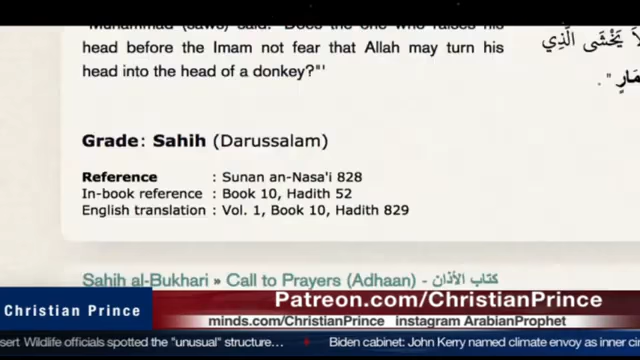 "Muhammad (saws) said: 'Does the one who raises his
head before the Imam not fear that Allah may turn his
head into the head of a donkey?"'
لَا يَخْشَى الَّذِي
Grade: Sahih (Darussalam)
Reference : Sunan an-Nasa'i 828
In-book reference : Book 10, Hadith 52
English translation : Vol. 1, Book 10, Hadith 829
Sahih al-Bukhari » Call to Prayers (Adhaan) - كتاب الأذان
Christian Prince
Patreon.com/ChristianPrince
minds.com/ChristianPrince instagram ArabianProphet
sert Wildlife officials spotted the "unusual" structure... Biden cabinet: John Kerry named climate envoy as inner ci